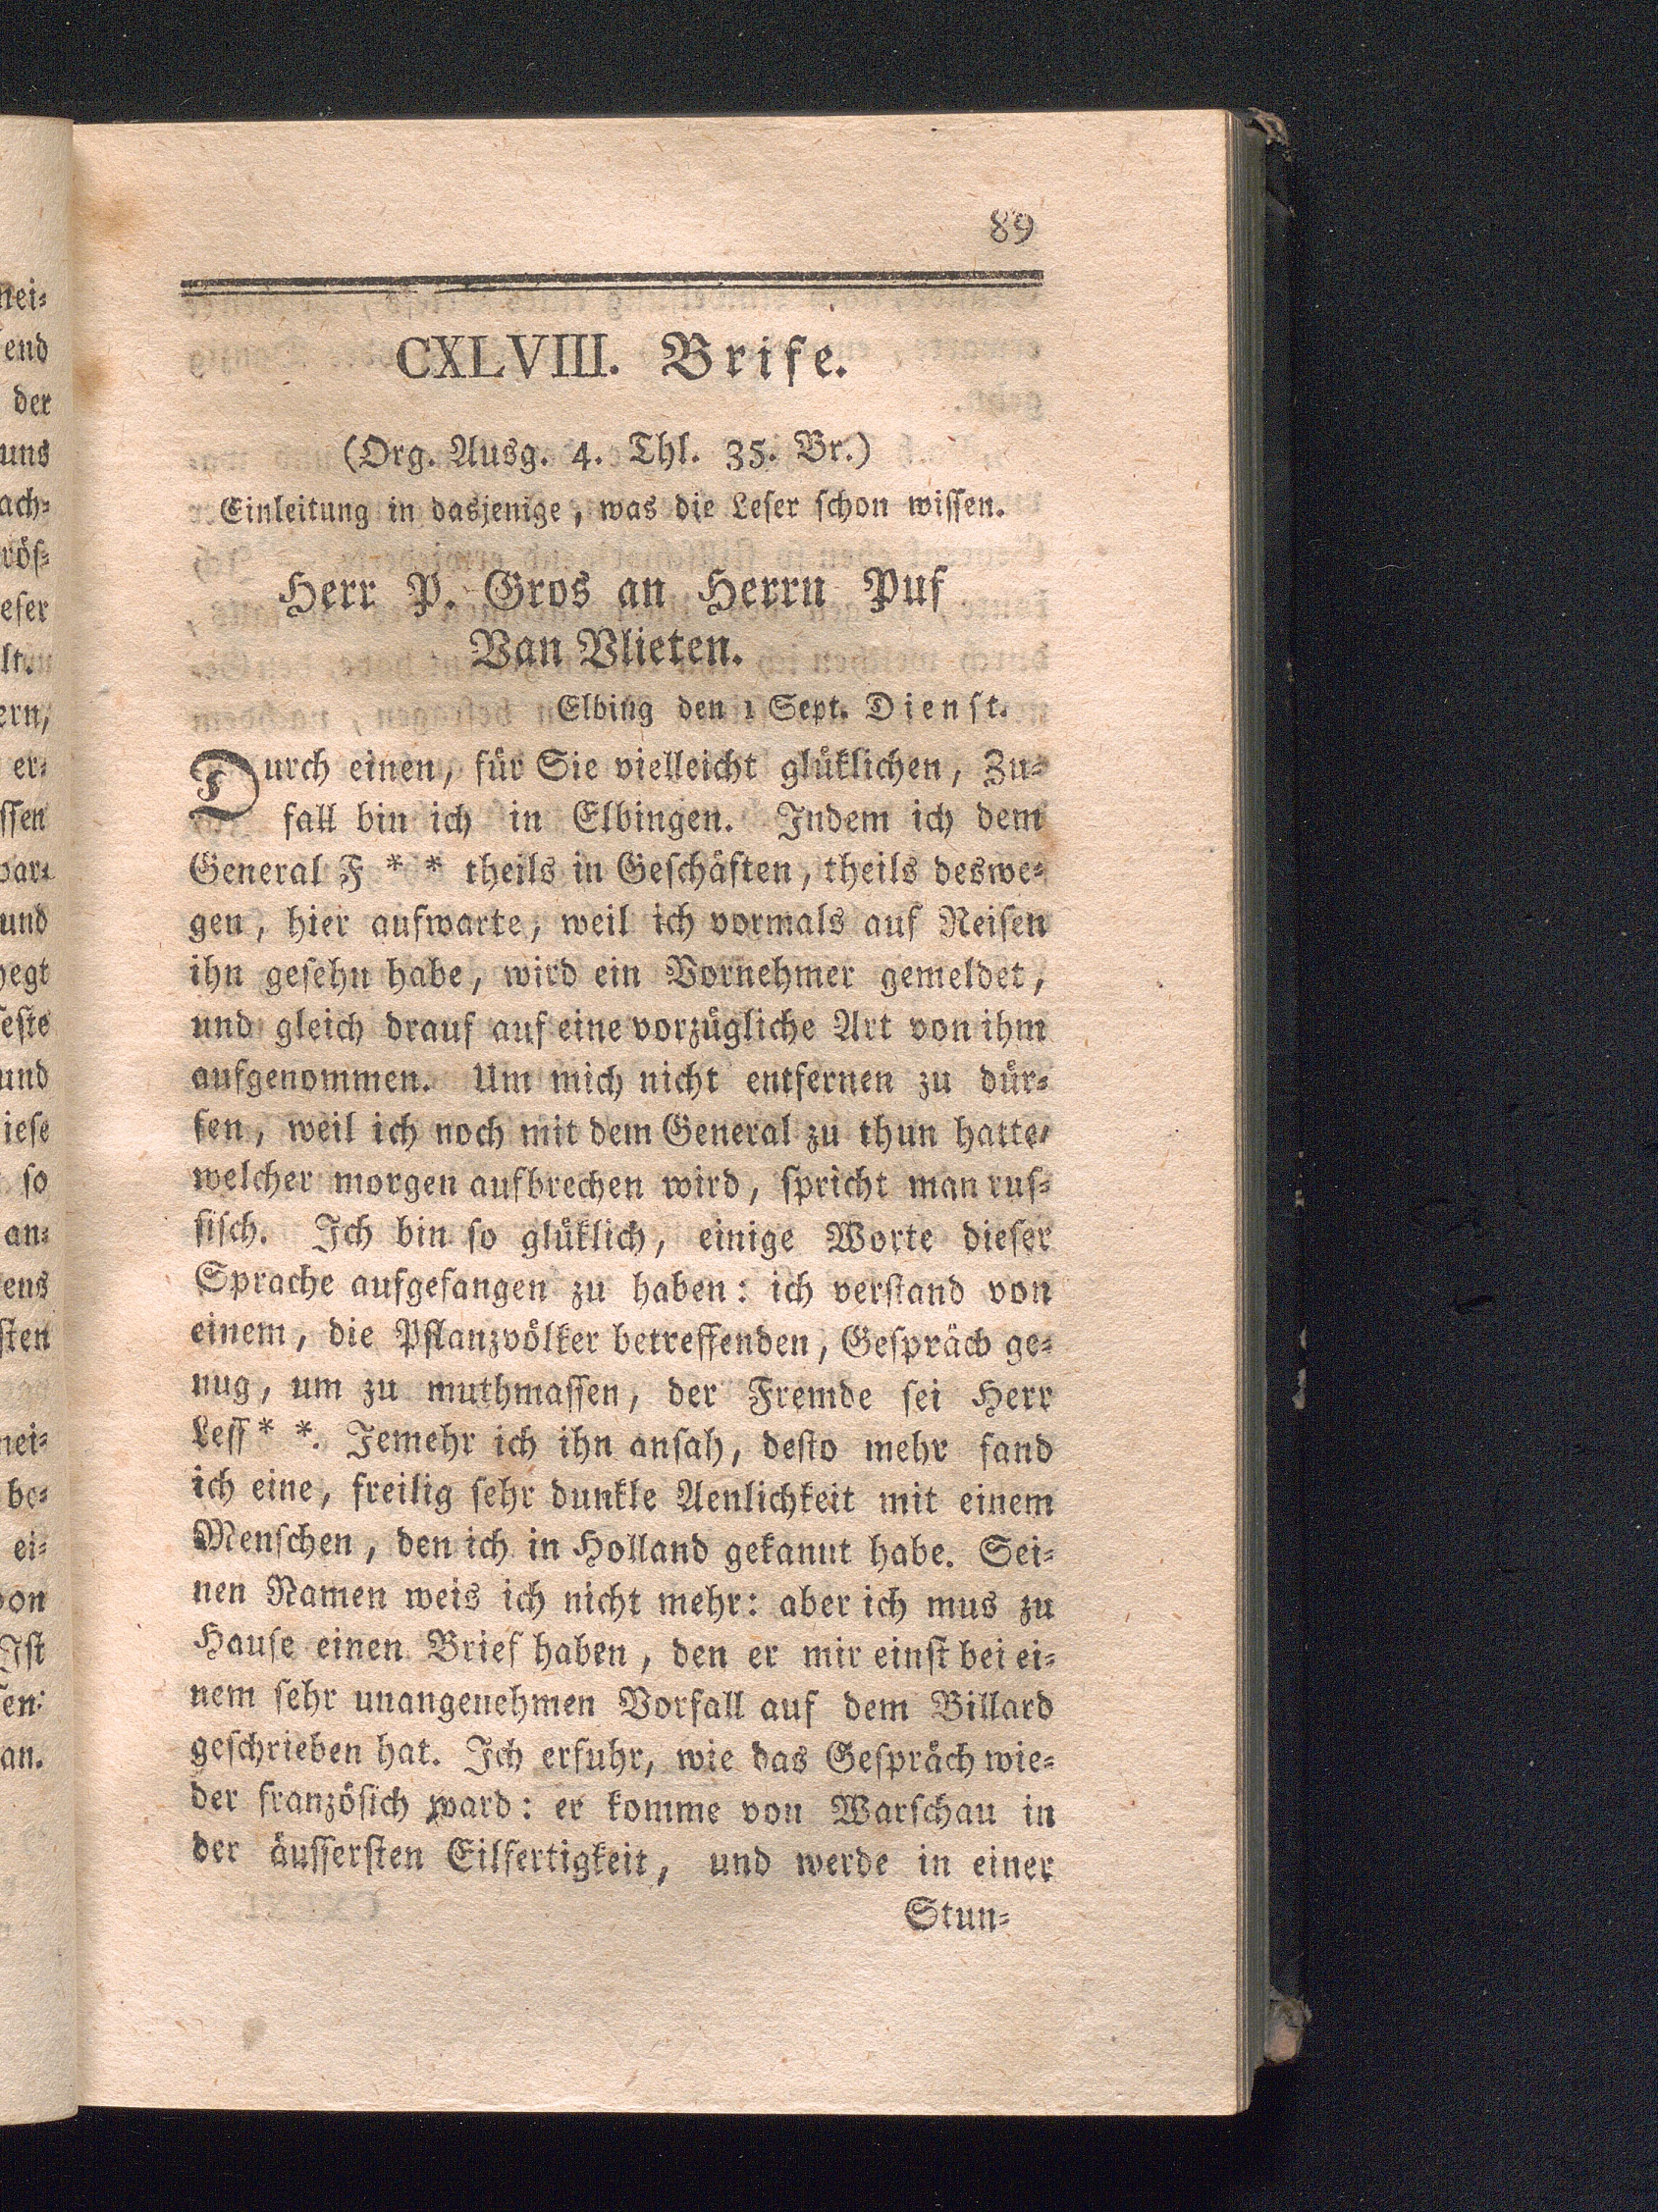 89
CXLVIII. Brife.
(Org. Ausg. 4. Thl. 35. Br.)
Einleitung in dasjenige, was die Leſer ſchon wiſſen.
Herr P. Gros an Herrn Puf
Van Vlieten.
Elbing den 1 Sept. Dienſt.
Durch einen, für Sie vielleicht glüklichen, Zu-
fall bin ich in Elbingen. Indem ich dem
General F * * theils in Geſchäften, theils deswe-
gen, hier aufwarte, weil ich vormals auf Reiſen
ihn geſehn habe, wird ein Vornehmer gemeldet,
und gleich drauf auf eine vorzügliche Art von ihm
aufgenommen. Um mich nicht entfernen zu dür-
fen, weil ich noch mit dem General zu thun hatte,
welcher morgen aufbrechen wird, ſpricht man ruſ-
ſiſch. Ich bin ſo glüklich, einige Worte dieſer
Sprache aufgefangen zu haben: ich verſtand von
einem, die Pflanzvölker betreffenden, Geſpräch ge-
nug, um zu muthmaſſen, der Fremde ſei Herr
Leſſ * *. Jemehr ich ihn anſah, deſto mehr fand
ich eine, freilig ſehr dunkle Aenlichkeit mit einem
Menſchen, den ich in Holland gekannt habe. Sei-
nen Namen weis ich nicht mehr: aber ich mus zu
Hauſe einen Brief haben, den er mir einſt bei ei-
nem ſehr unangenehmen Vorfall auf dem Billard
geſchrieben hat. Ich erfuhr, wie das Geſpräch wie-
der franzöſich ward: er komme von Warſchau in
der äuſſerſten Eilfertigkeit, und werde in einer
Stun-